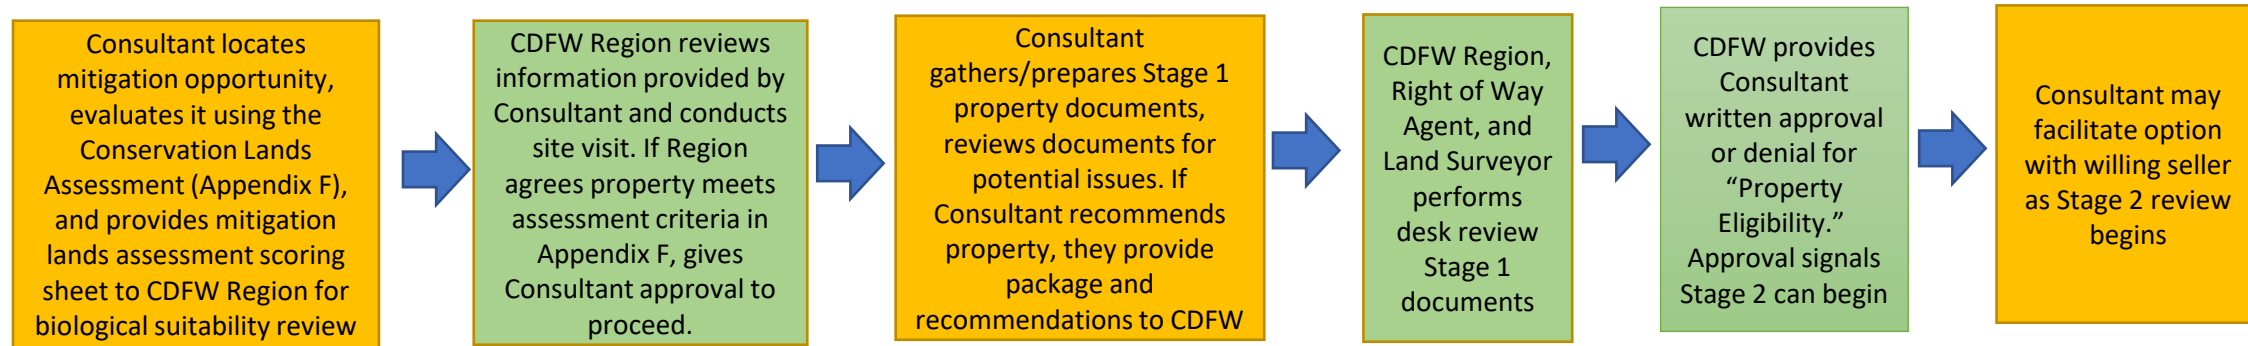 Consultant locates
mitigation opportunity,
evaluates it using the
Conservation Lands
Assessment (Appendix F),
and provides mitigation
lands assessment scoring
sheet to CDFW Region for
biological suitability review
CDFW Region reviews
information provided by
Consultant and conducts
site visit. If Region
agrees property meets
assessment criteria in
Appendix F, gives
Consultant approval to
proceed.
Consultant
gathers/prepares Stage 1
property documents,
reviews documents for
potential issues. If
Consultant recommends
property, they provide
package and
recommendations to CDFW
CDFW Region,
Right of Way
Agent, and
Land Surveyor
performs
desk review
Stage 1
documents
CDFW provides
Consultant
written approval
or denial for
“Property
Eligibility.”
Approval signals
Stage 2 can begin
Consultant may
facilitate option
with willing seller
as Stage 2 review
begins